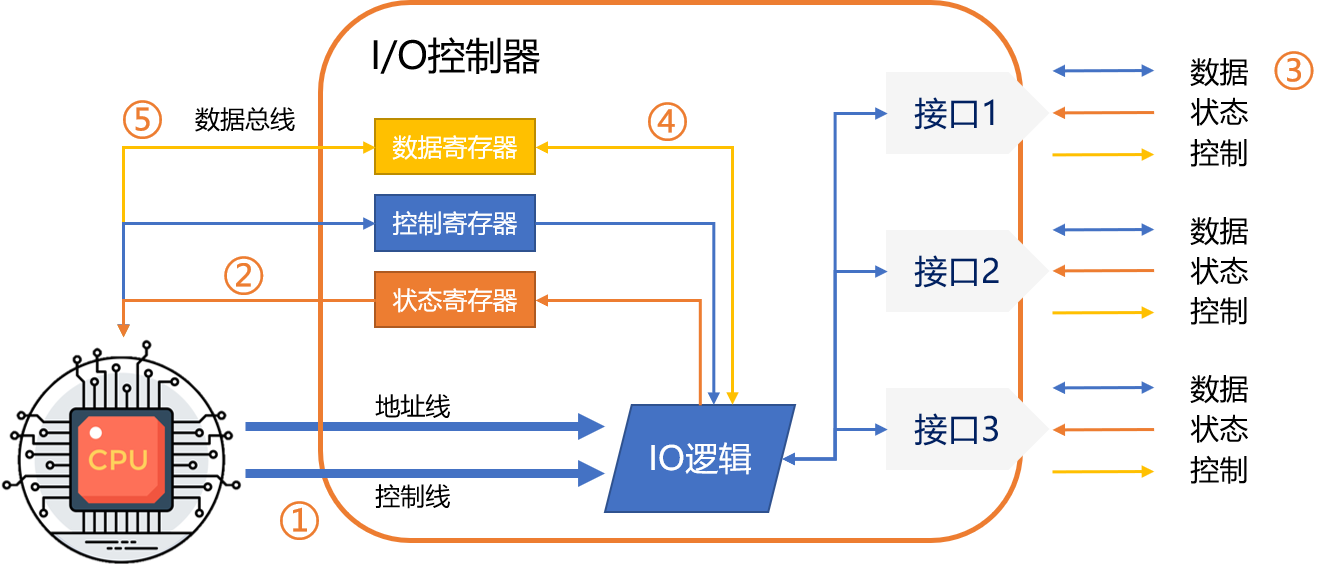 I/O控制器
数据 ③
状态
控制
接口1
⑤
数据总线
④
数据寄存器
控制寄存器
②
状态寄存器
接口2
数据
状态
控制
接口3
数据
状态
控制
地址线
CPU
IO逻辑
控制线
①